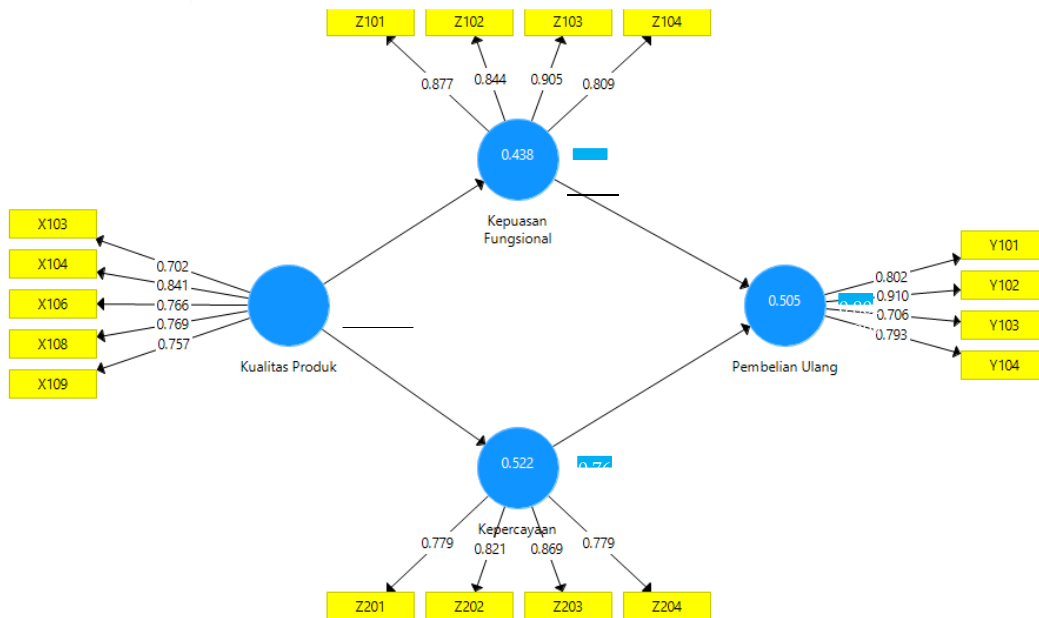 Z101 Z102 Z103 Z104
0.877 0.844 0.905 0.809
0.438
Kepuasan
Fungsional
X103
X104
X106
X108
X109
0.702
0.841
0.766
0.769
0.757
Kualitas Produk
0.505
Pembelian Ulang
0.802
0.910
0.706
0.793
Y101
Y102
Y103
Y104
0.522
Kepercayaan
0.779 0.821 0.869 0.779
Z201 Z202 Z203 Z204